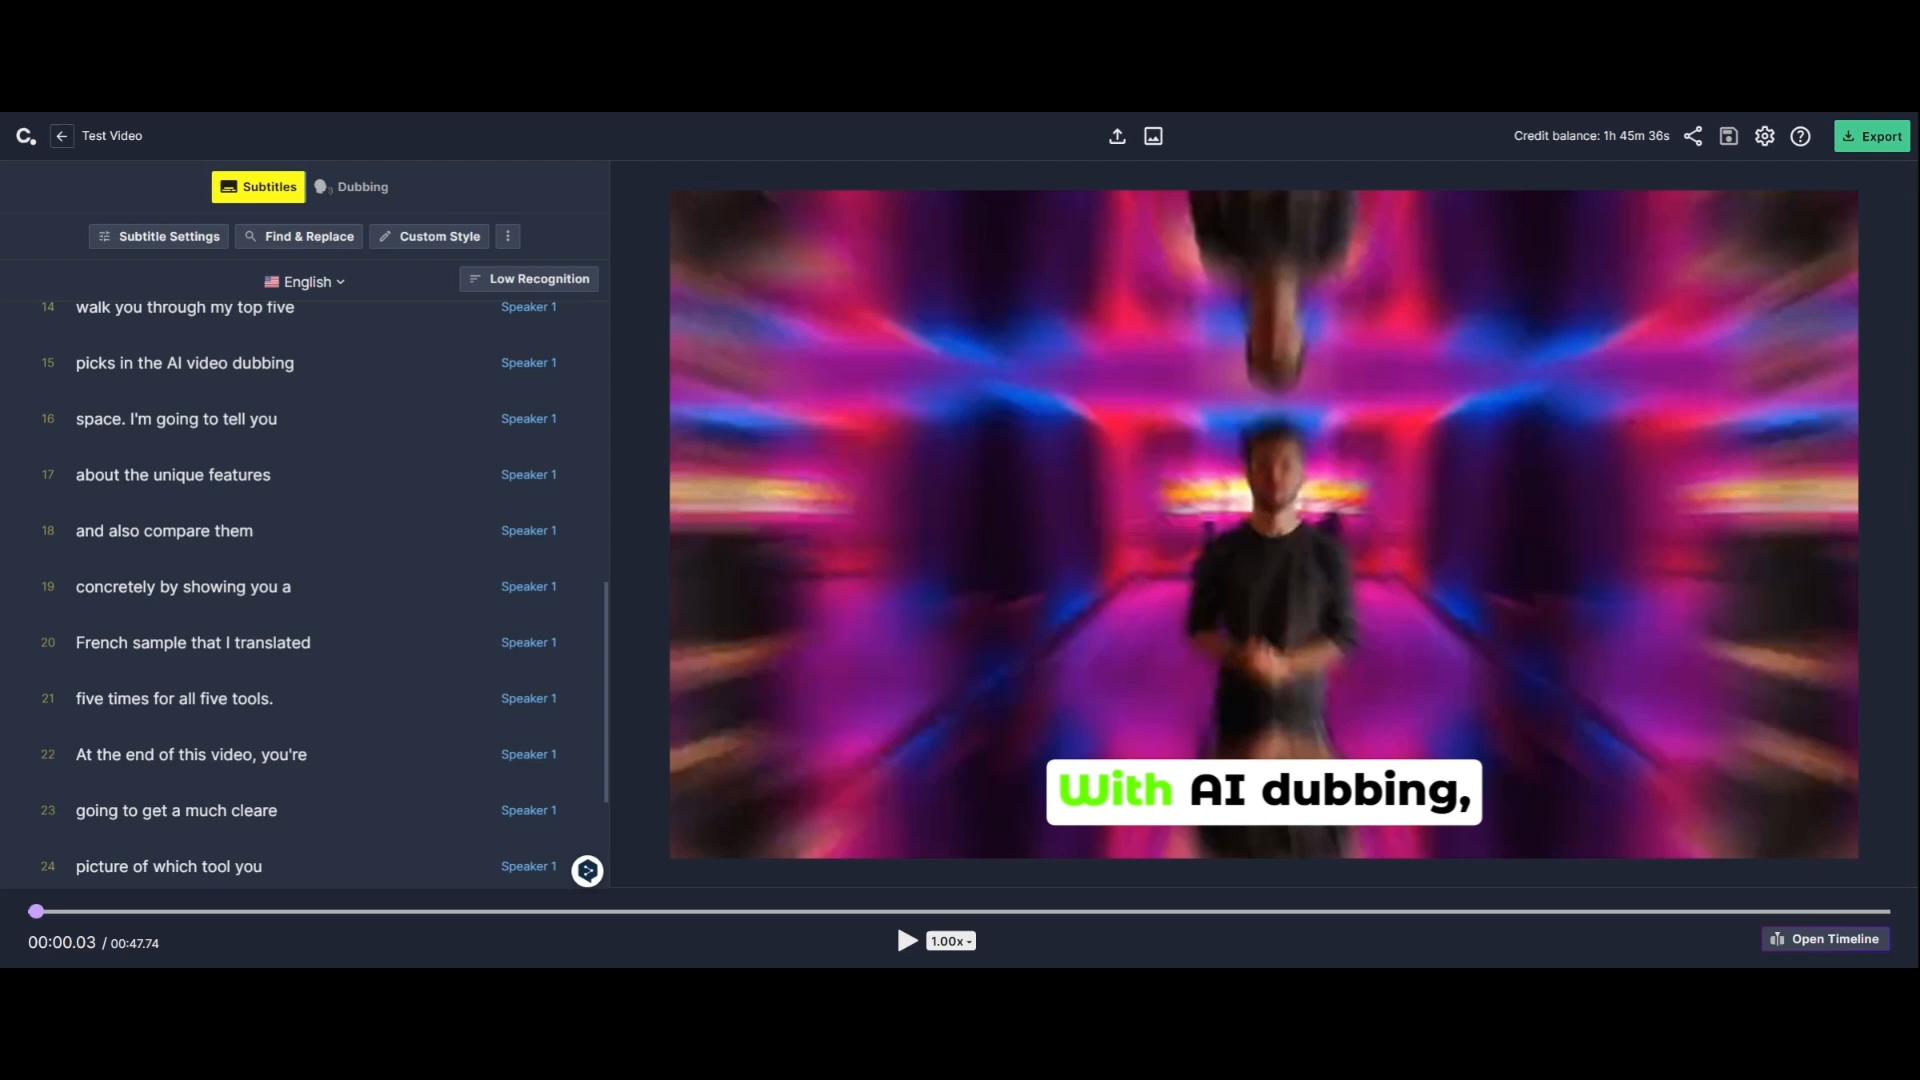 C.
Test Video
Credit balance: 1h 45m 36s
Export
Subtitles
Dubbing
Subtitle Settings
Find & Replace
Custom Style
English
Low Recognition
14 walk you through my top five Speaker 1
15 picks in the AI video dubbing Speaker 1
16 space. I'm going to tell you Speaker 1
17 about the unique features Speaker 1
18 and also compare them Speaker 1
19 concretely by showing you a Speaker 1
20 French sample that I translated Speaker 1
21 five times for all five tools. Speaker 1
22 At the end of this video, you're Speaker 1
23 going to get a much cleare Speaker 1
24 picture of which tool you Speaker 1
With AI dubbing,
00:00.03 / 00:47.74
1.00x
Open Timeline